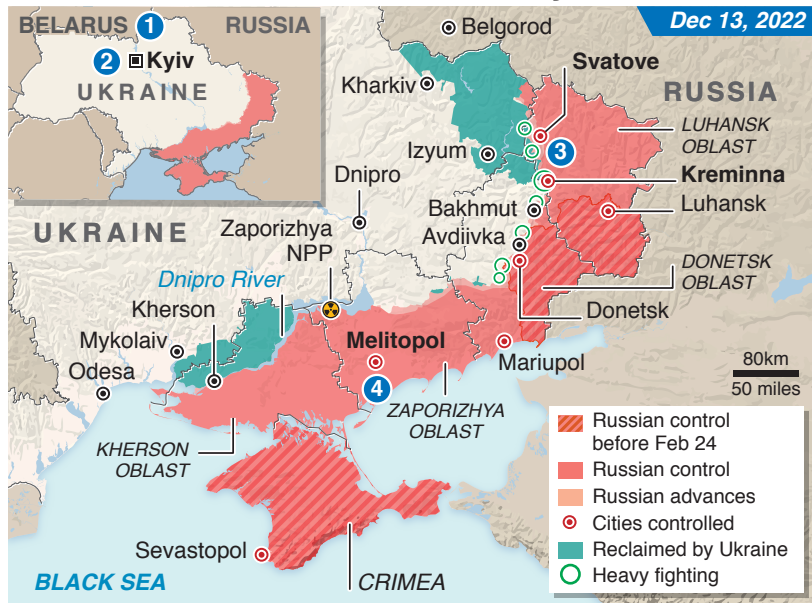 Dec 13, 2022
BELARUS 1
RUSSIA
2 Kyiv
UKRAINE
Belgorod
Svatove
Kharkiv
RUSSIA
LUHANSK
OBLAST
3
Izyum
Kreminna
Dnipro
Bakhmut
Luhansk
UKRAINE
Zaporizhya
NPP
Avdiivka
DONETSK
OBLAST
Dnipro River
Kherson
Donetsk
Mykolaiv
Melitopol
Mariupol
Odesa
4
80km
50 miles
ZAPORIZHYA
OBLAST
KHERSON
OBLAST
Russian control
before Feb 24
Russian control
Russian advances
Cities controlled
Reclaimed by Ukraine
Heavy fighting
Sevastopol
CRIMEA
BLACK SEA